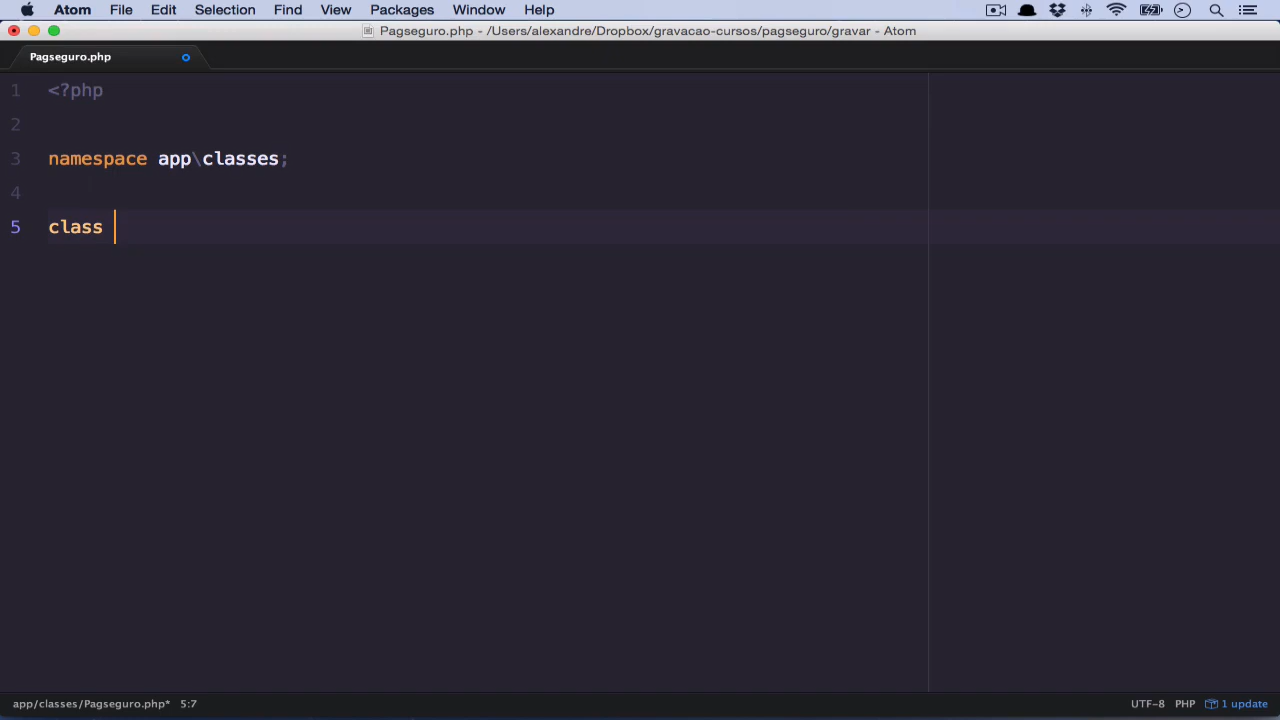 Atom File Edit Selection Find View Packages Window Help
Pagseguro.php - /Users/alexandre/Dropbox/gravacao-cursos/pagseguro/gravar - Atom
Pagseguro.php
1 <?php
2
3 namespace app\classes;
4
5 class
app/classes/Pagseguro.php* 5:7 UTF-8 PHP 1 update